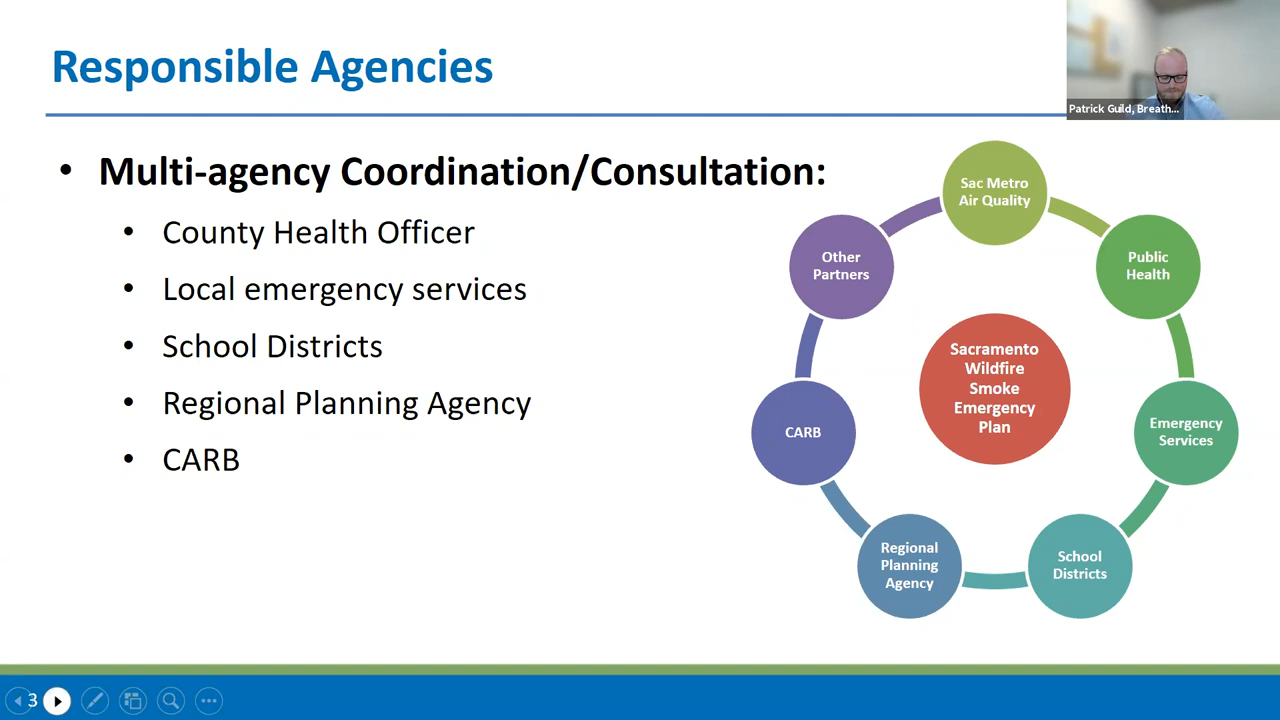 Responsible Agencies
Patrick Guild, Breath...
• Multi-agency Coordination/Consultation:
• County Health Officer
• Local emergency services
• School Districts
• Regional Planning Agency
• CARB
Sac Metro
Air Quality
Public
Health
Emergency
Services
School
Districts
Regional
Planning
Agency
CARB
Other
Partners
Sacramento
Wildfire
Smoke
Emergency
Plan
3